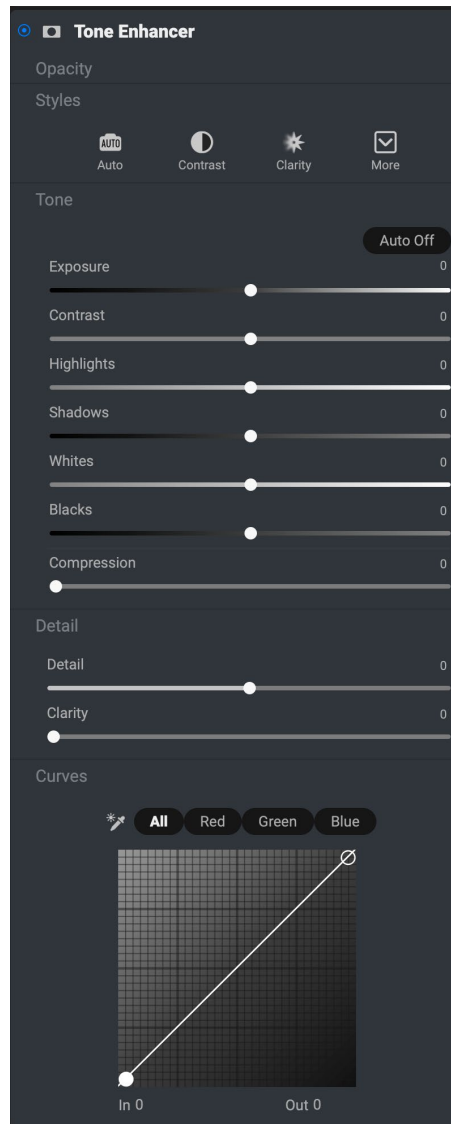 Tone Enhancer
Opacity
Styles
AUTO
Auto Contrast Clarity More
Tone
Auto Off
Exposure 0
Contrast 0
Highlights 0
Shadows 0
Whites 0
Blacks 0
Compression 0
Detail
Detail 0
Clarity 0
Curves
All Red Green Blue
In 0 Out 0